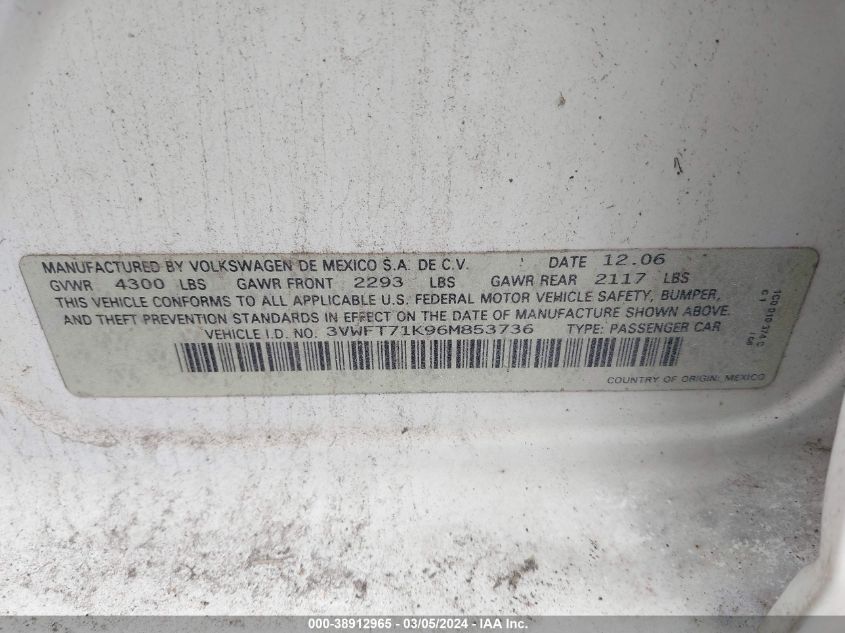 MANUFACTURED BY VOLKSWAGEN DE MEXICO S.A. DE C.V. DATE 12.06
GVWR 4300 LBS GAWR FRONT 2293 LBS GAWR REAR 2117 LBS
THIS VEHICLE CONFORMS TO ALL APPLICABLE U.S. FEDERAL MOTOR VEHICLE SAFETY, BUMPER,
AND THEFT PREVENTION STANDARDS IN EFFECT ON THE DATE OF MANUFACTURE SHOWN ABOVE.
VEHICLE I.D. NO. 3VWFT71K96M853736 TYPE: PASSENGER CAR
COUNTRY OF ORIGIN: MEXICO
1C0 010 374 C
000-38912965 - 03/05/2024 - IAA Inc.